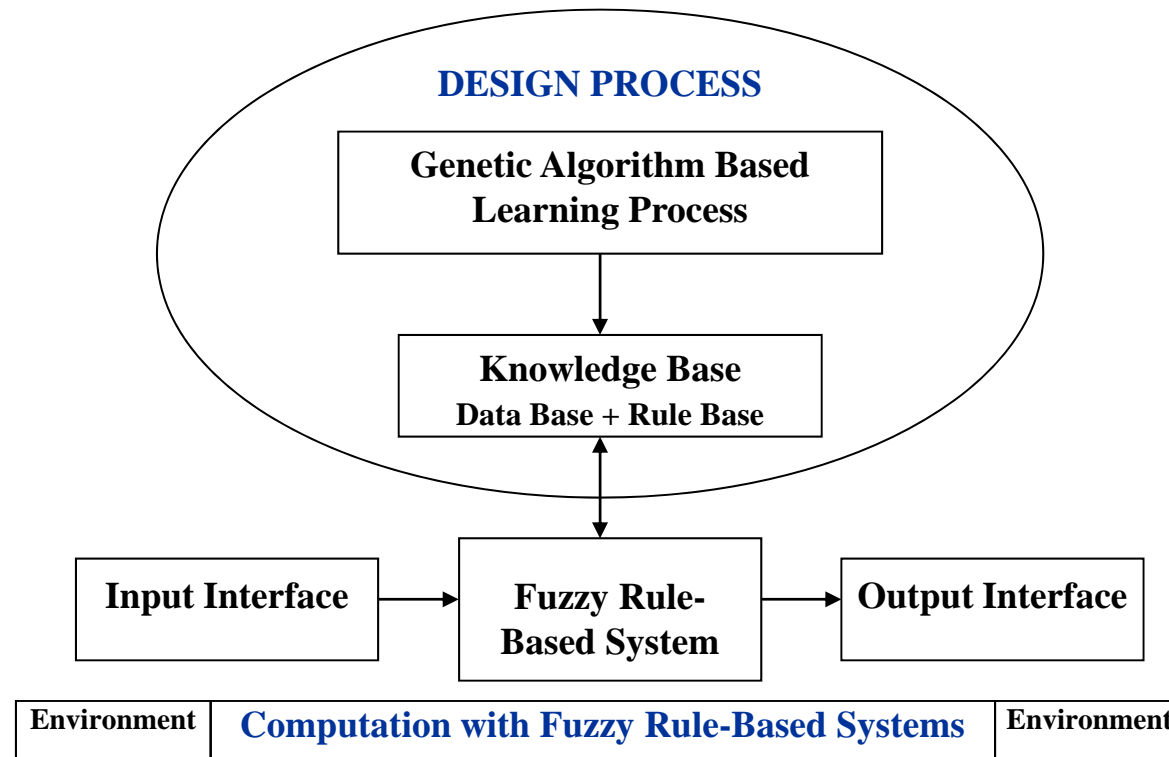 DESIGN PROCESS
Genetic Algorithm Based
Learning Process
Knowledge Base
Data Base + Rule Base
Input Interface
Fuzzy Rule-
Based System
Output Interface
Environment
Computation with Fuzzy Rule-Based Systems
Environment